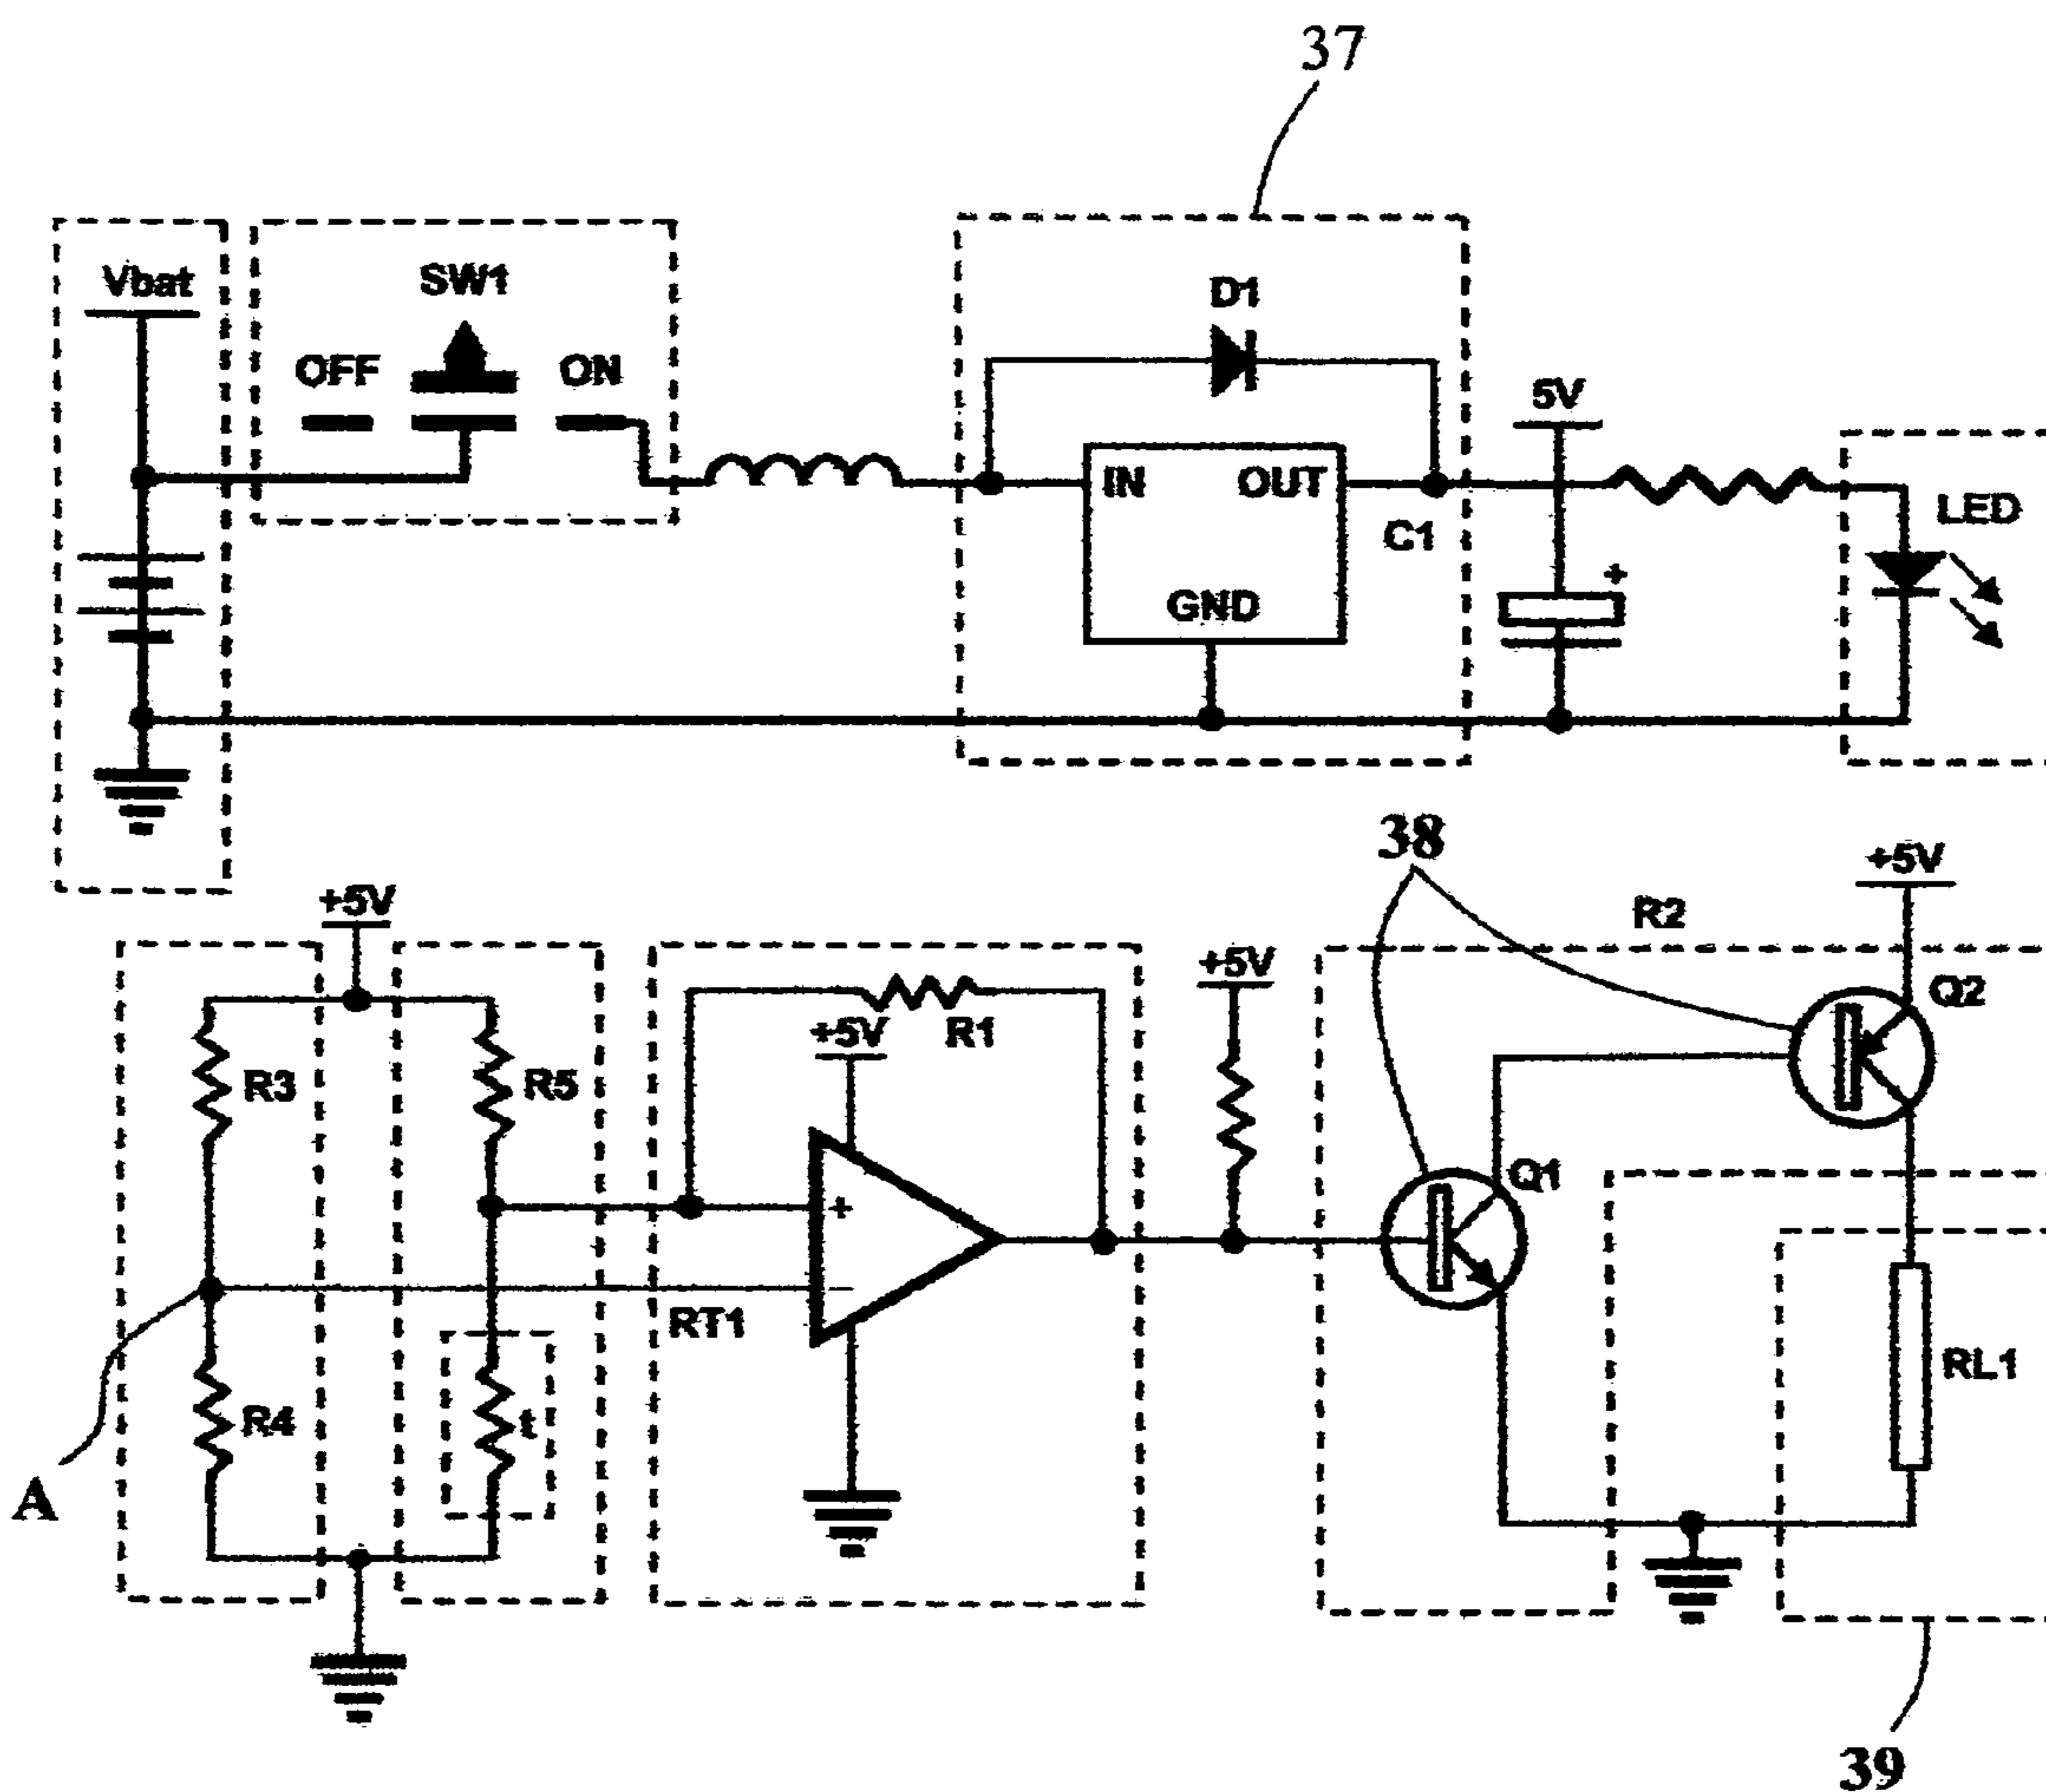 37
Vbat
SW1
OFF
ON
D1
IN
OUT
GND
C1
5V
+
LED
38
+5V
R2
Q2
+5V
R3
R5
+5V
R1
+5V
+
−
RT1
Q1
A
R4
t
RL1
39